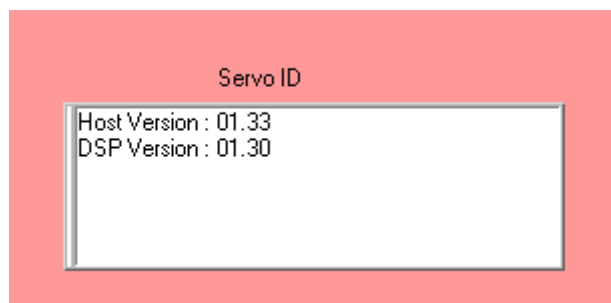 Servo ID
Host Version : 01.33
DSP Version : 01.30